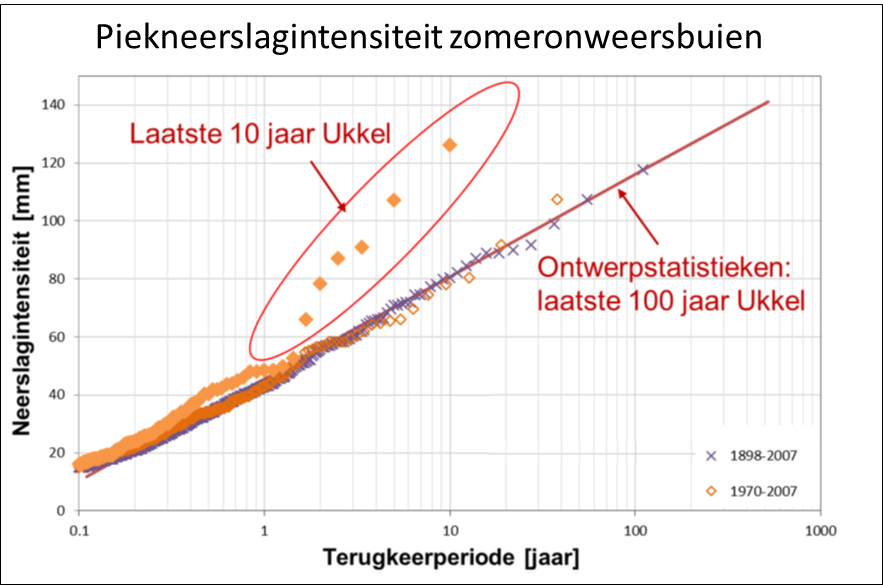 Piekneerslagintensiteit zomeronweersbuien
Laatste 10 jaar Ukkel
Ontwerpstatistieken:
laatste 100 jaar Ukkel
Neerslagintensiteit [mm]
140
120
100
80
60
40
20
0
0.1
1
10
100
1000
Terugkeerperiode [jaar]
1898-2007
1970-2007